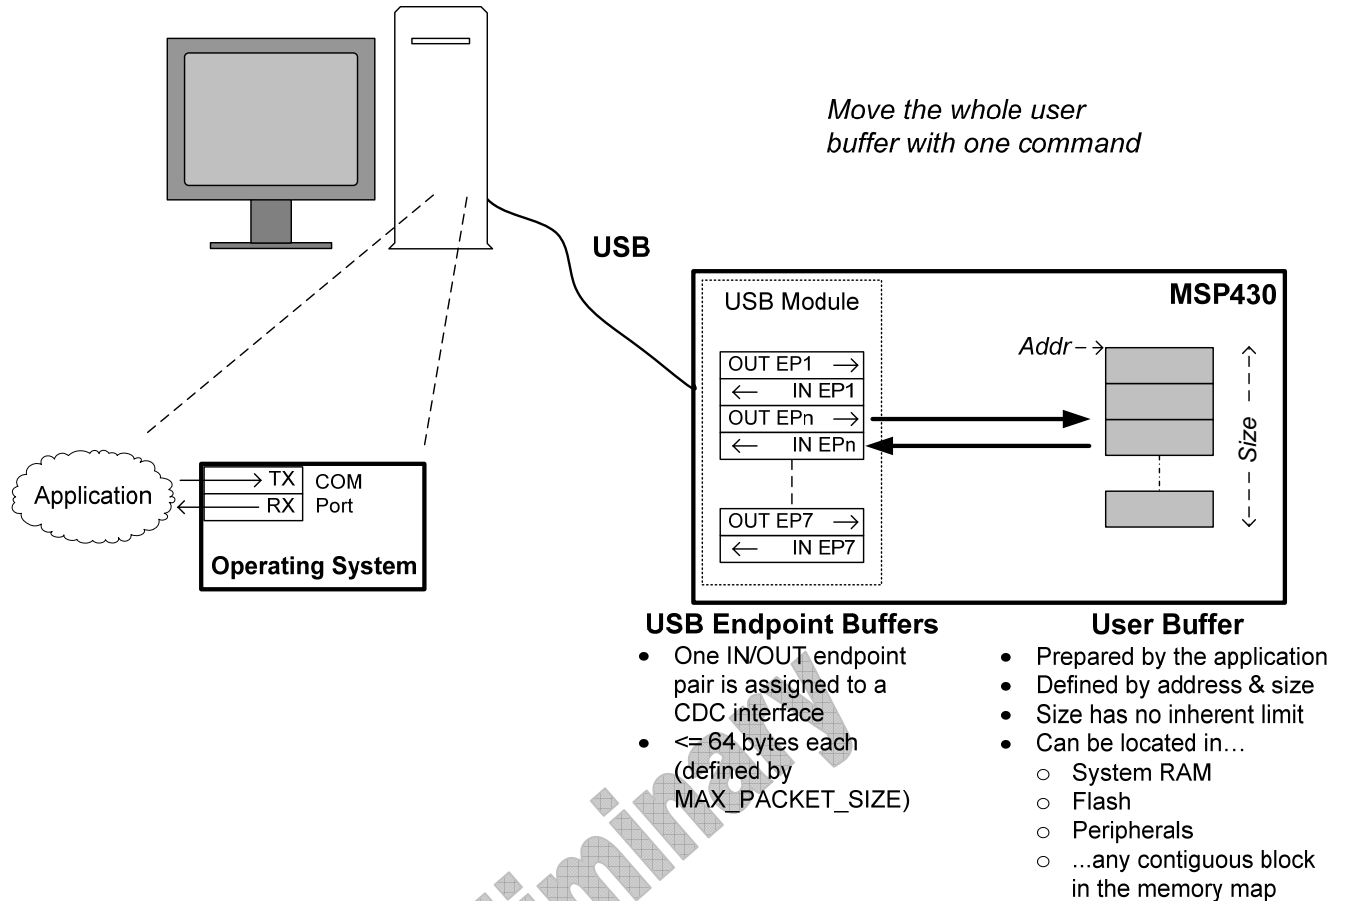 Move the whole user
buffer with one command
USB
MSP430
USB Module
Addr
OUT EP1 →
← IN EP1
OUT EPn →
← IN EPn
OUT EP7 →
← IN EP7
Size
Application
TX
RX
COM
Port
Operating System
USB Endpoint Buffers
• One IN/OUT endpoint
pair is assigned to a
CDC interface
• <= 64 bytes each
(defined by
MAX_PACKET_SIZE)
User Buffer
• Prepared by the application
• Defined by address & size
• Size has no inherent limit
• Can be located in…
○ System RAM
○ Flash
○ Peripherals
○ ...any contiguous block
in the memory map